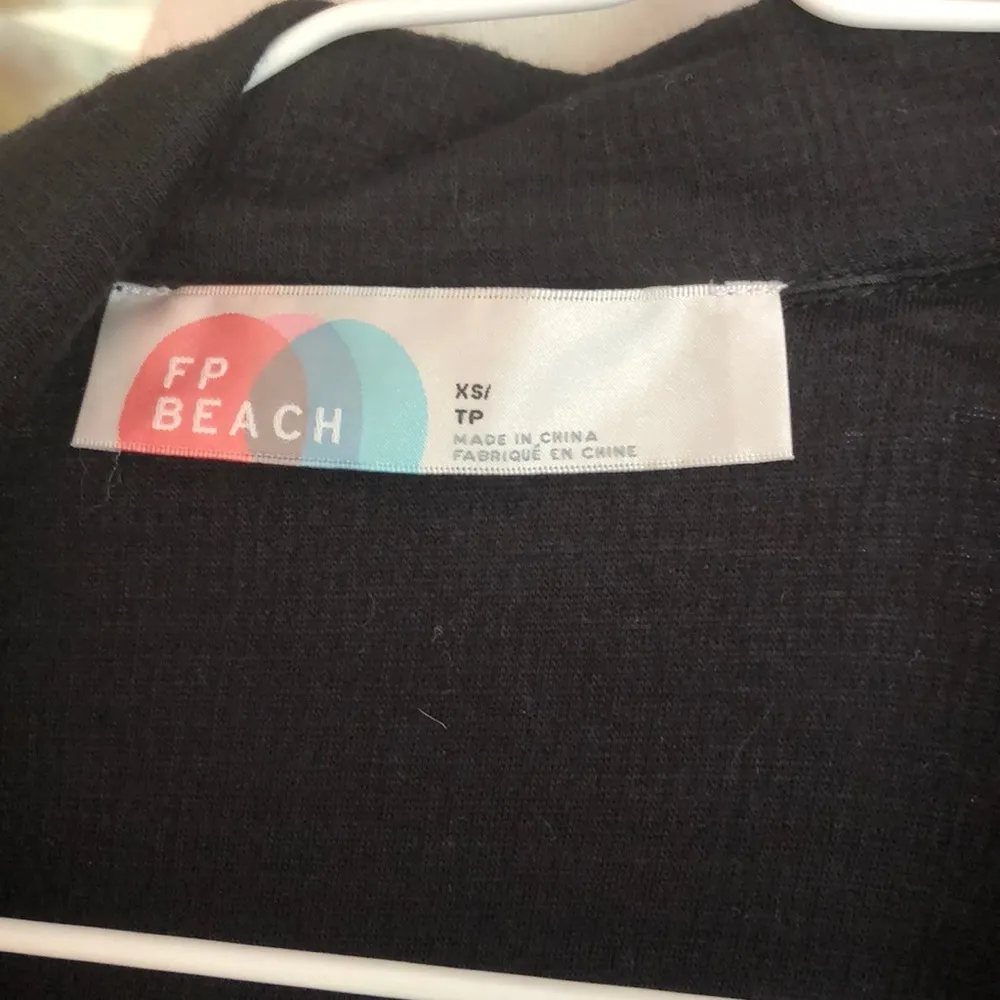 FP
BEACH
XS/
TP
MADE IN CHINA
FABRIQUÉ EN CHINE